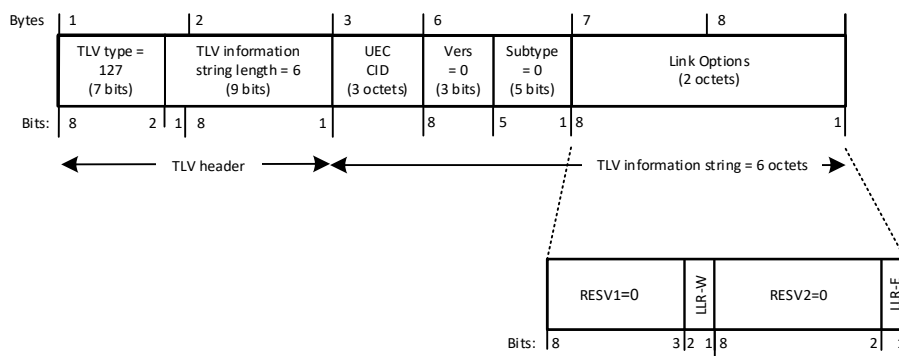 Bytes 1 2 3 6 7 8
TLV type = 127 (7 bits)
TLV information string length = 6 (9 bits)
UEC CID (3 octets)
Vers = 0 (3 bits)
Subtype = 0 (5 bits)
Link Options (2 octets)
Bits: 8 2 1 8 1 8 5 1 8 1
TLV header
TLV information string = 6 octets
RESV1=0
LLR-W
RESV2=0
Bits: 8 3 2 1 8 2 1